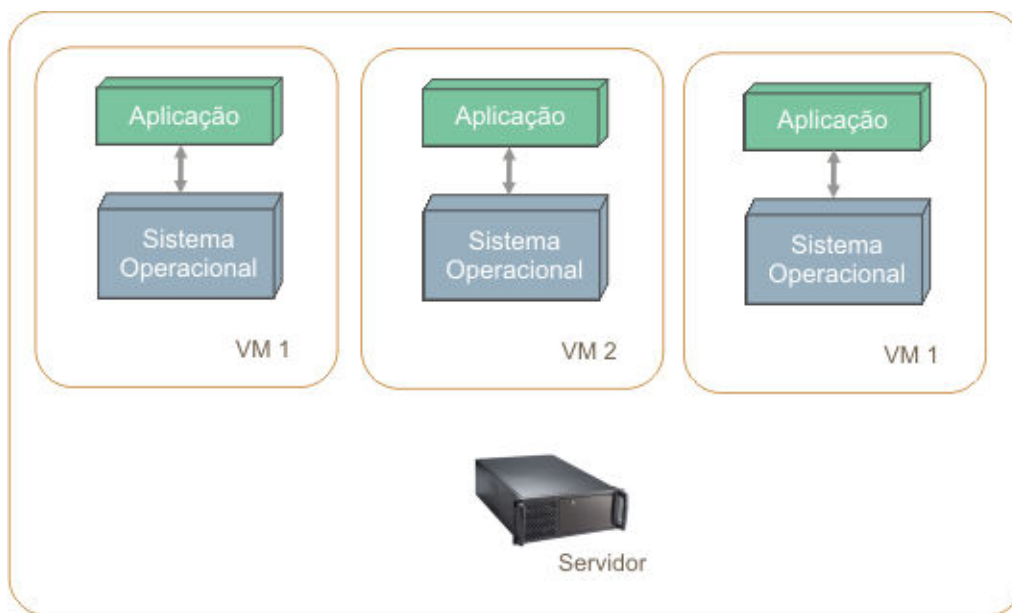 Aplicação
Aplicação
Aplicação
Sistema
Operacional
Sistema
Operacional
Sistema
Operacional
VM 1
VM 2
VM 1
Servidor